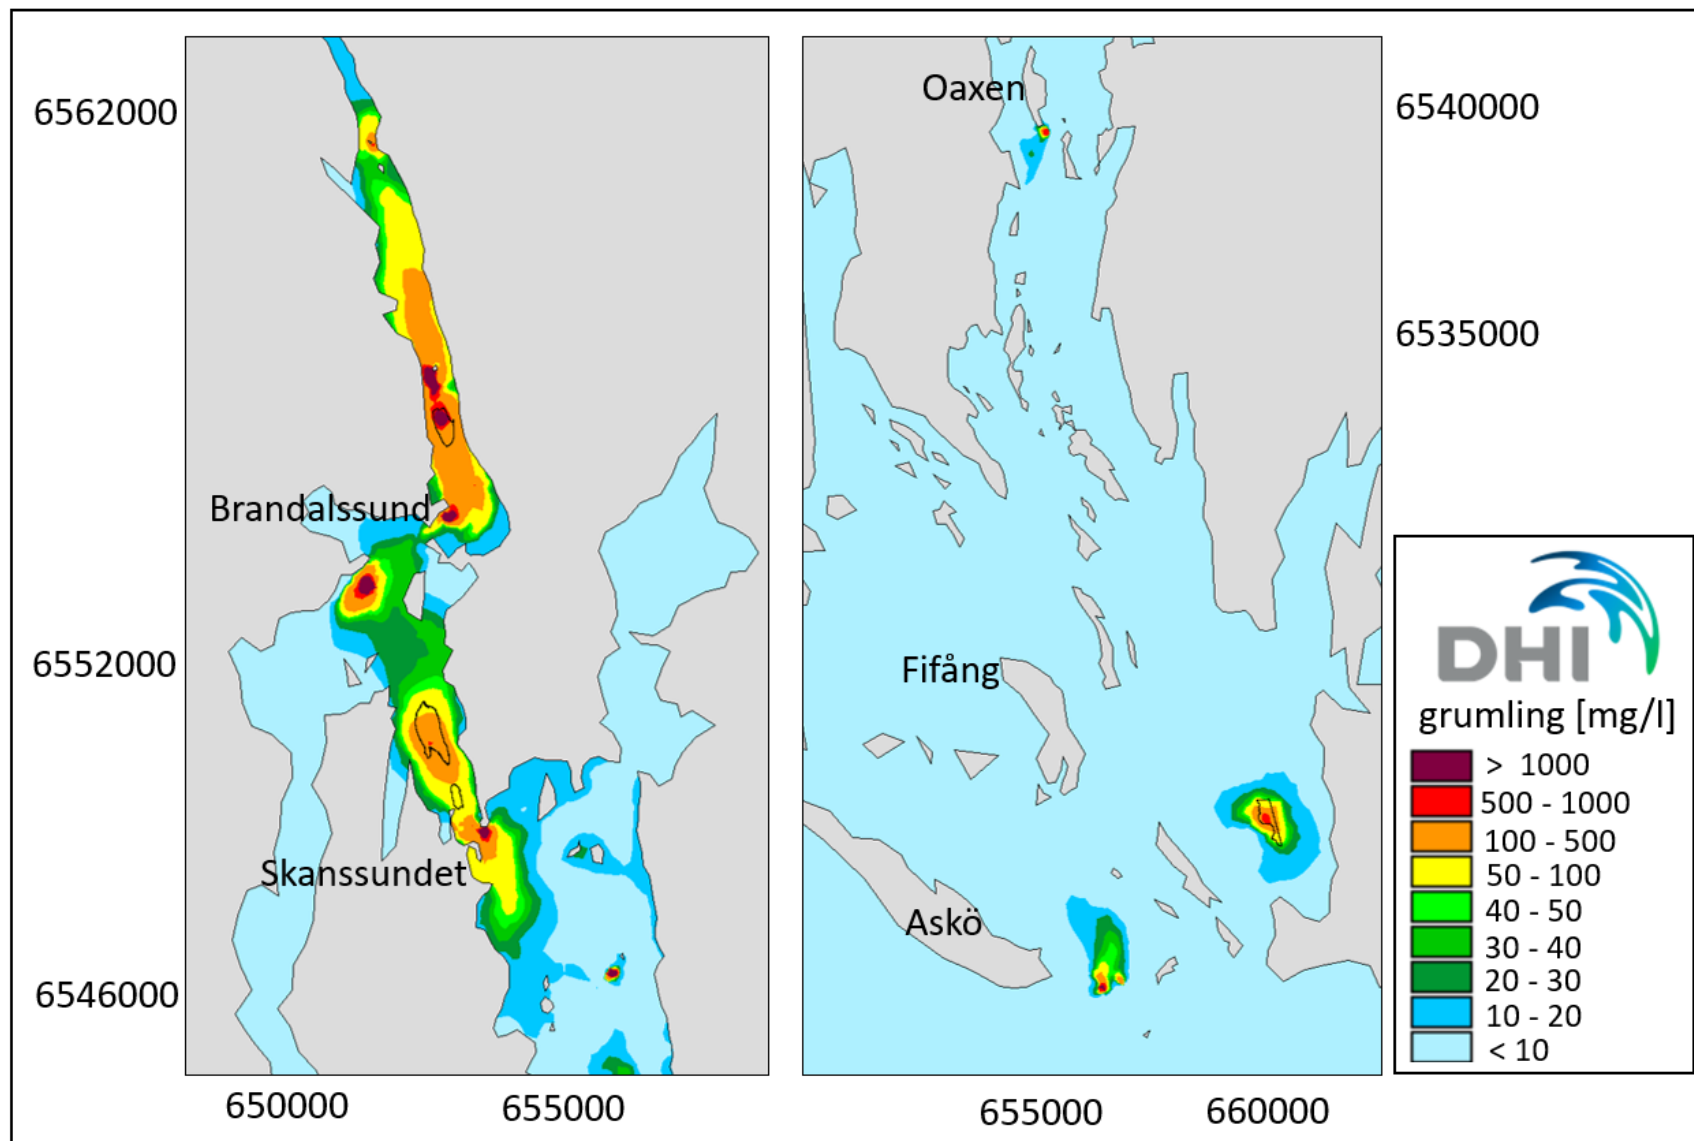 6562000
Brandalssund
6552000
Skanssundet
6546000
650000
655000
Oaxen
6540000
6535000
Fifång
Askö
655000
660000
DHI
grumling [mg/l]
> 1000
500 - 1000
100 - 500
50 - 100
40 - 50
30 - 40
20 - 30
10 - 20
< 10